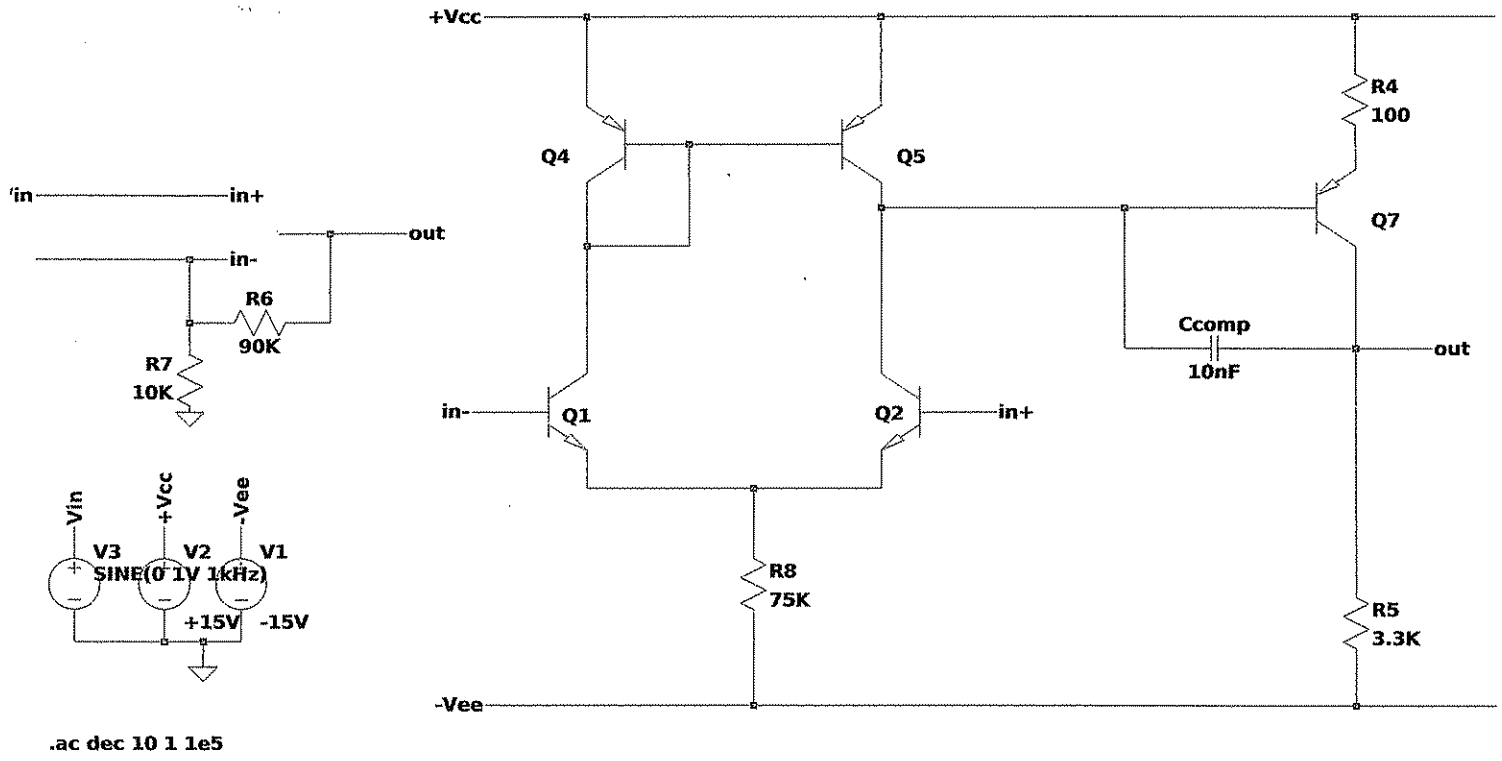 +Vcc
R4
100
Q4
Q5
in+
Q7
out
in-
R6
90K
R7
10K
Ccomp
10nF
out
in-
Q1
Q2
in+
Vin
+Vcc
-Vee
V3
V2
V1
SINE(0 1V 1kHz)
+15V
-15V
R8
75K
R5
3.3K
-Vee
.ac dec 10 1 1e5